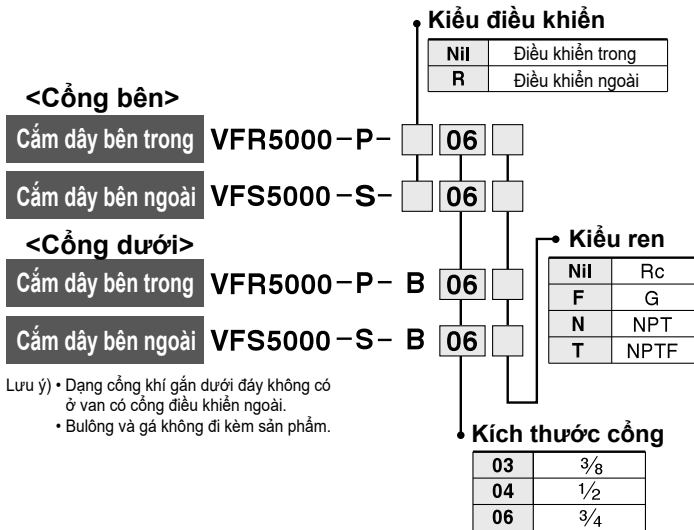 Kiểu điều khiển
Nil Điều khiển trong
R Điều khiển ngoài
<Cổng bên>
Cắm dây bên trong VFR5000-P- 06
Cắm dây bên ngoài VFS5000-S- 06
<Cổng dưới>
Cắm dây bên trong VFR5000-P- B 06
Cắm dây bên ngoài VFS5000-S- B 06
Kiểu ren
Nil Rc
F G
N NPT
T NPTF
Lưu ý) • Dạng cổng khí gắn dưới đáy không có
ở van có cổng điều khiển ngoài.
• Bulông và gá không đi kèm sản phẩm.
Kích thước cổng
03 3/8
04 1/2
06 3/4